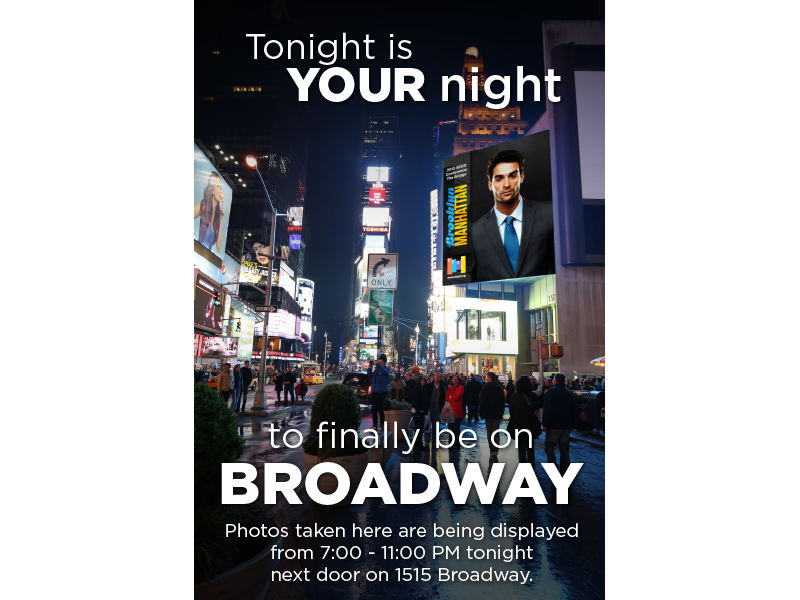 Tonight is
YOUR night
TOSHIBA
Brooklyn
MANHATTAN
ONLY
to finally be on
BROADWAY
Photos taken here are being displayed
from 7:00 - 11:00 PM tonight
next door on 1515 Broadway.